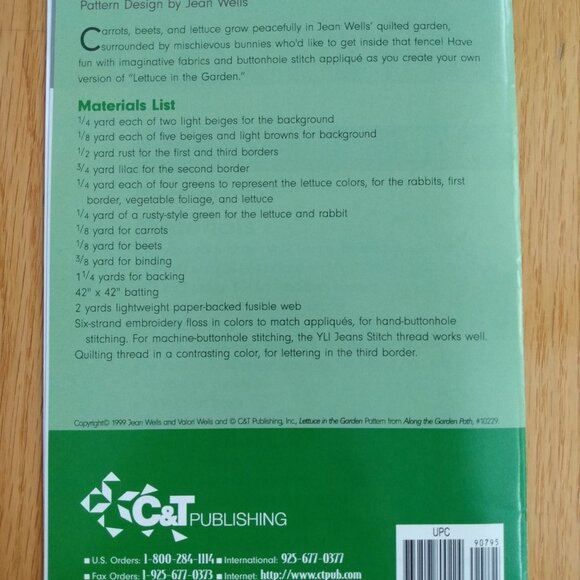 Pattern Design by Jean Wells
Carrots, beets, and lettuce grow peacefully in Jean Wells' quilted garden,
surrounded by mischievous bunnies who'd like to get inside that fence! Have
fun with imaginative fabrics and buttonhole stitch appliqué as you create your own
version of "Lettuce in the Garden."
Materials List
1/4 yard each of two light beiges for the background
1/8 yard each of five beiges and light browns for background
1/2 yard rust for the first and third borders
3/4 yard lilac for the second border
1/4 yard each of four greens to represent the lettuce colors, for the rabbits, first
border, vegetable foliage, and lettuce
1/4 yard of a rusty-style green for the lettuce and rabbit
1/8 yard for carrots
1/8 yard for beets
3/8 yard for binding
1 1/4 yards for backing
42" x 42" batting
2 yards lightweight paper-backed fusible web
Six-strand embroidery floss in colors to match appliqués, for hand-buttonhole
stitching. For machine-buttonhole stitching, the YLI Jeans Stitch thread works well.
Quilting thread in a contrasting color, for lettering in the third border.
Copyright© 1999 Jean Wells and Valori Wells and © C&T Publishing, Inc., Lettuce in the Garden Pattern from Along the Garden Path, #10229.
C&T PUBLISHING
UPC
90795
■ U.S. Orders: 1-800-284-1114 ■ International: 925-677-0377
■ Fax Orders: 1-925-677-0373 ■ Internet: http://www.ctpub.com